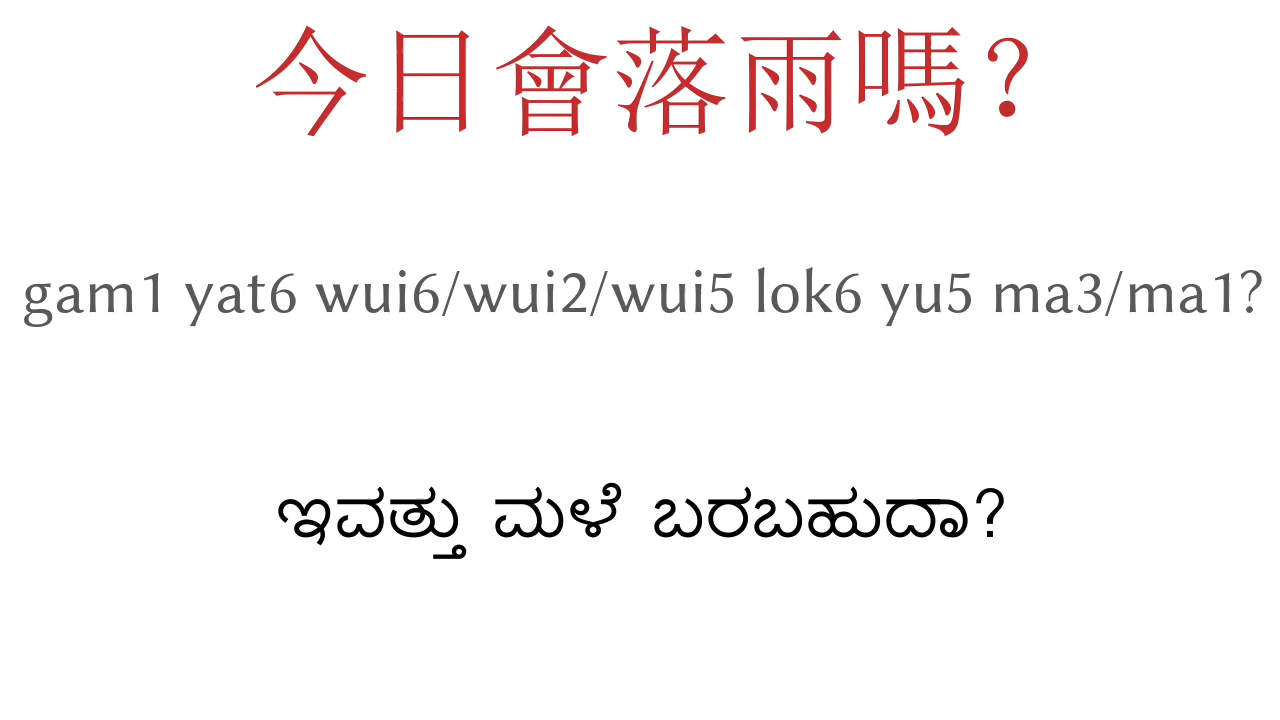 今日會落雨嗎？
gam1 yat6 wui6/wui2/wui5 lok6 yu5 ma3/ma1?
ಇವತ್ತು ಮಳೆ ಬರಬಹುದಾ?